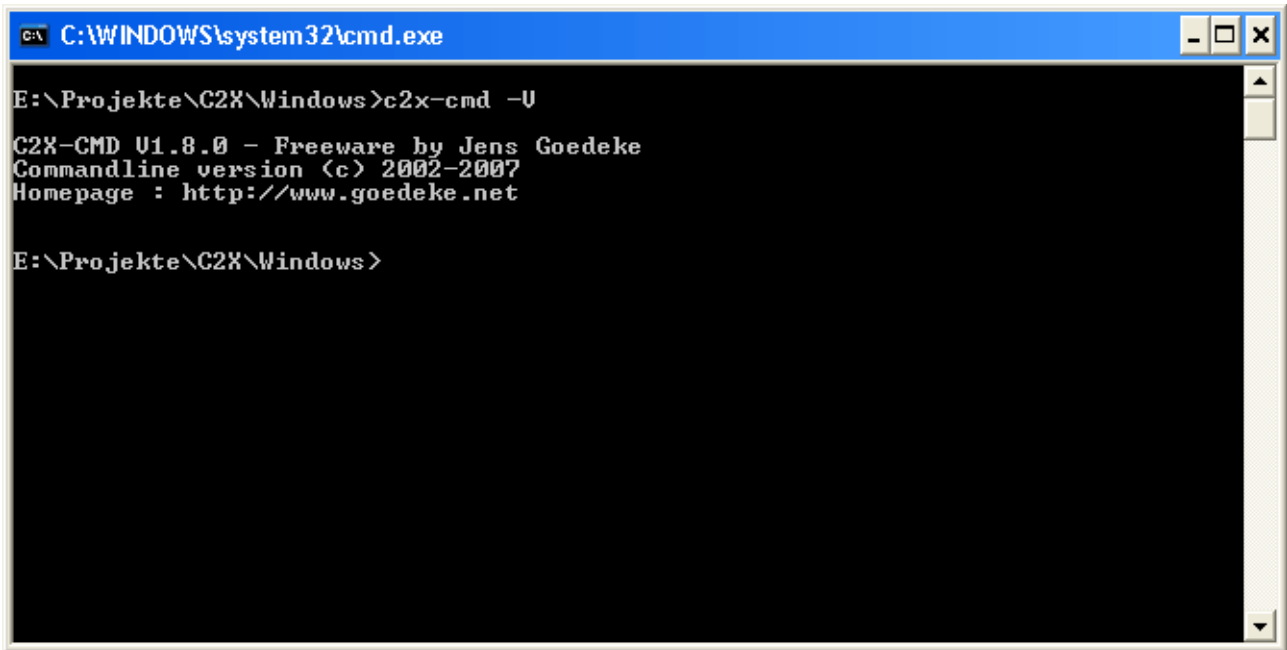 C:\WINDOWS\system32\cmd.exe
E:\Projekte\C2X\Windows>c2x-cmd -V
C2X-CMD V1.8.0 - Freeware by Jens Goedeke
Commandline version (c) 2002-2007
Homepage : http://www.goedeke.net
E:\Projekte\C2X\Windows>